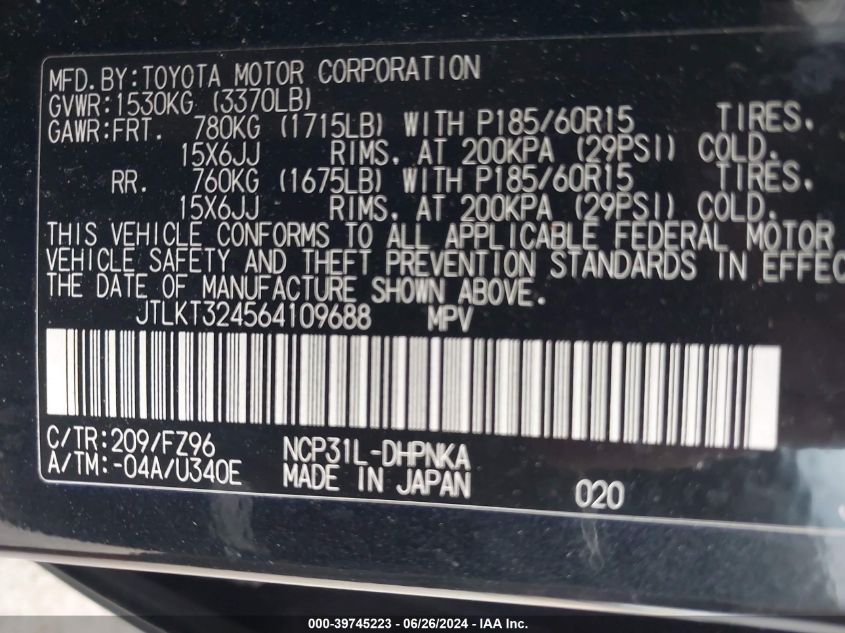 MFD. BY: TOYOTA MOTOR CORPORATION
GVWR: 1530KG (3370LB)
GAWR: FRT. 780KG (1715LB) WITH P185/60R15 TIRES.
15X6JJ RIMS. AT 200KPA (29PSI) COLD.
RR. 760KG (1675LB) WITH P185/60R15 TIRES.
15X6JJ RIMS. AT 200KPA (29PSI) COLD.
THIS VEHICLE CONFORMS TO ALL APPLICABLE FEDERAL MOTOR
VEHICLE SAFETY AND THEFT PREVENTION STANDARDS IN EFFEC
THE DATE OF MANUFACTURE SHOWN ABOVE.
JTLKT324564109688 MPV
C/TR: 209/FZ96 NCP31L-DHPNKA
A/TM: -04A/U340E MADE IN JAPAN 020
000-39745223 - 06/26/2024 - IAA Inc.